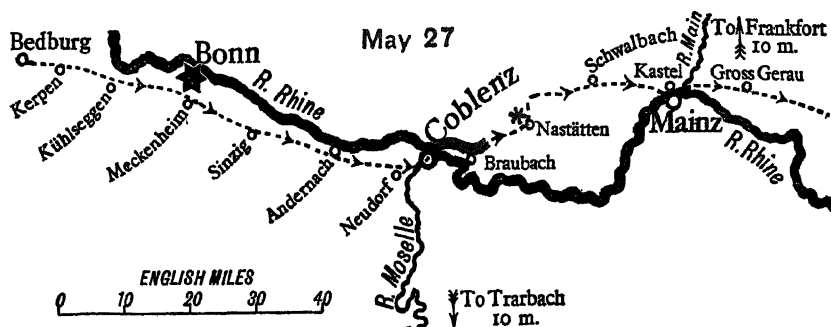 Bedburg
Kerpen
Kühlseggen
Bonn
Meckenheim
Sinzig
Andernach
Neudorf
R. Rhine
May 27
Coblenz
R. Moselle
Braubach
Nastätten
Schwalbach
Kastel
Mainz
R. Main
To Frankfort
10 m.
Gross Gerau
R. Rhine
ENGLISH MILES
0 10 20 30 40
To Trarbach
10 m.